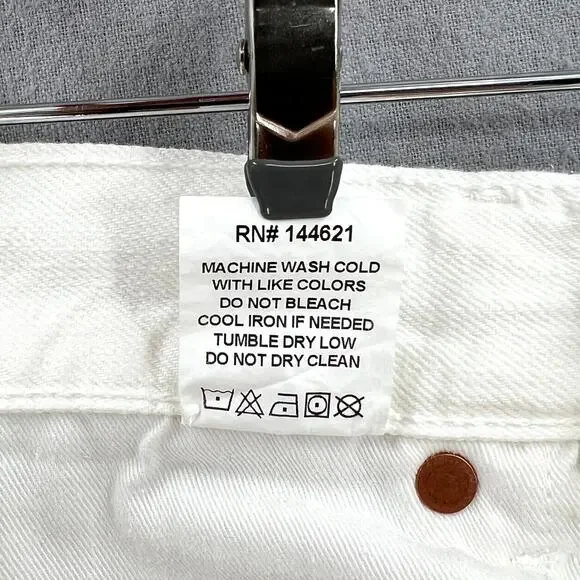 RN# 144621
MACHINE WASH COLD
WITH LIKE COLORS
DO NOT BLEACH
COOL IRON IF NEEDED
TUMBLE DRY LOW
DO NOT DRY CLEAN